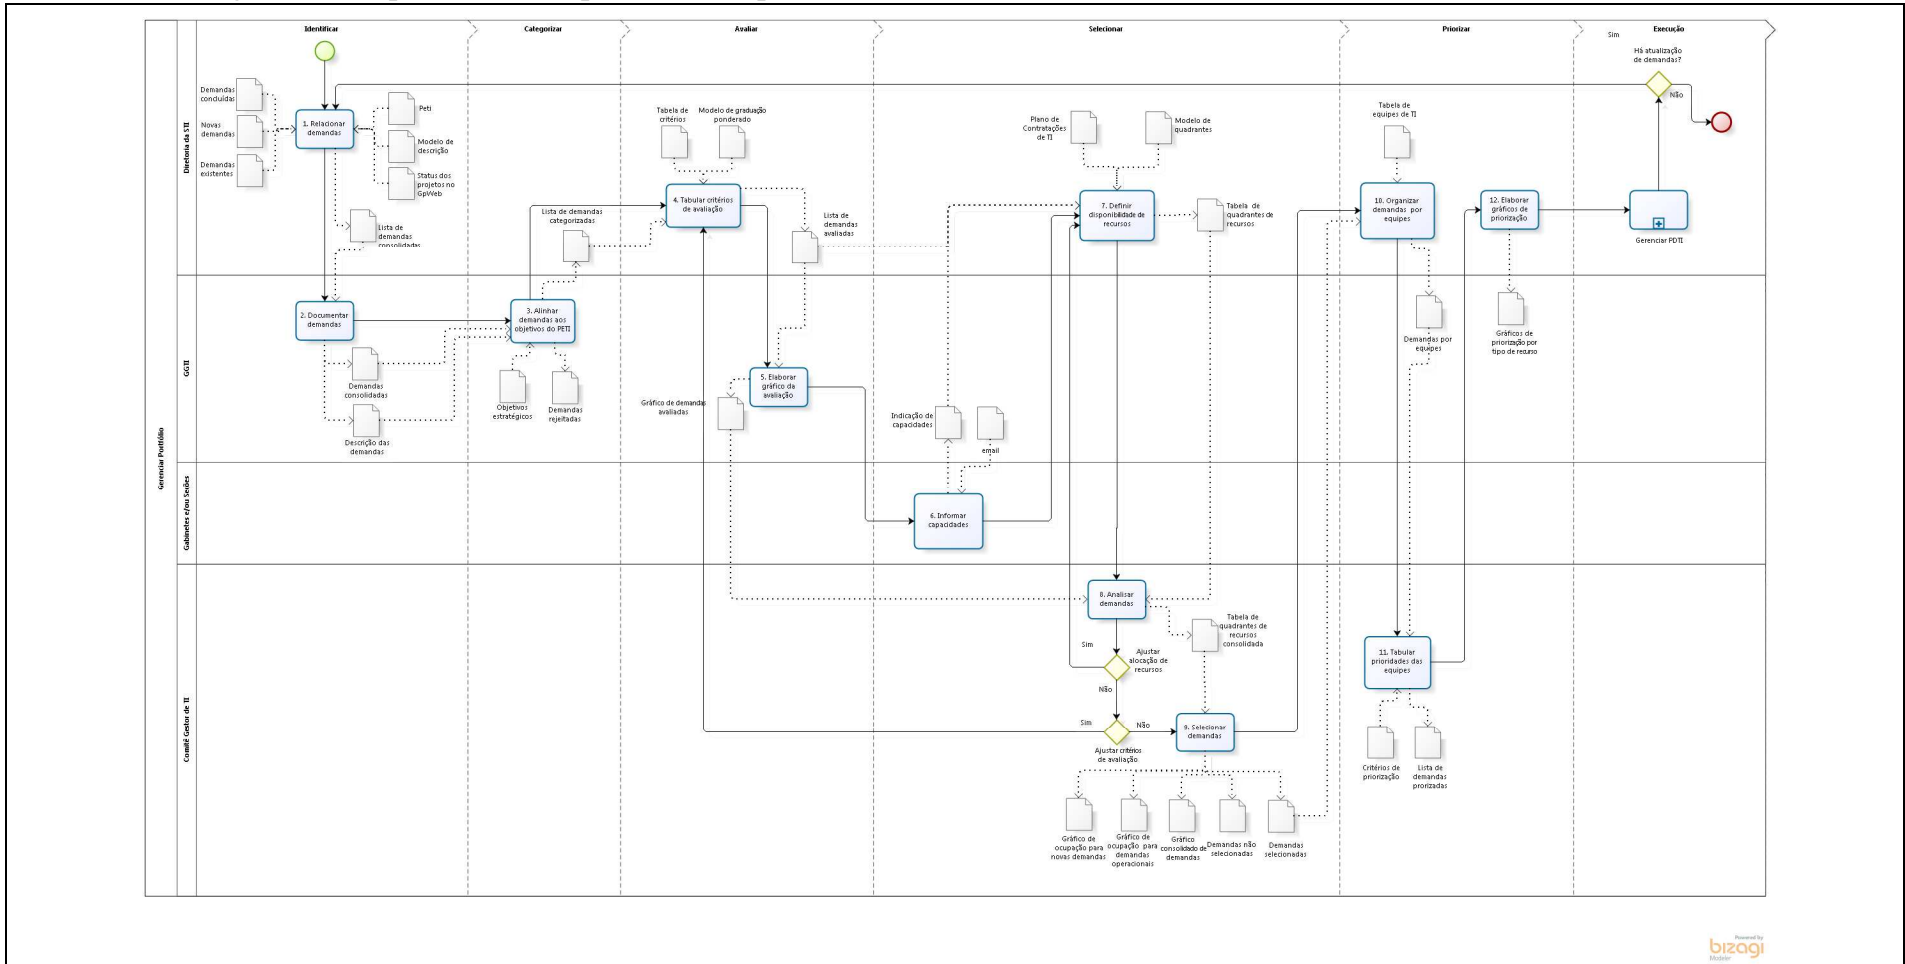 Identificar
Categorizar
Avaliar
Selecionar
Priorizar
Execução
Gerenciar Portfólio
Diretoria da STI
GGTI
Gabinetes e/ou Seções
Comitê Gestor de TI
Demandas
concluídas
Novas
demandas
Demandas
existentes
1. Relacionar
demandas
Peti
Modelo de
descrição
Status dos
projetos no
GpWeb
Lista de
demandas
consolidadas
2. Documentar
demandas
Demandas
consolidadas
Descrição das
demandas
Lista de demandas
categorizadas
3. Alinhar
demandas aos
objetivos do PETI
Objetivos
estratégicos
Demandas
rejeitadas
Tabela de
critérios
Modelo de graduação
ponderado
4. Tabular critérios
de avaliação
Lista de
demandas
avaliadas
5. Elaborar
gráfico da
avaliação
Gráfico de demandas
avaliadas
Indicação de
capacidades
email
6. Informar
capacidades
Plano de
Contratações
de TI
Modelo de
quadrantes
7. Definir
disponibilidade de
recursos
Tabela de
quadrantes de
recursos
8. Analisar
demandas
Tabela de
quadrantes de
recursos
consolidada
Sim
Ajustar
alocação de
recursos
Não
Sim
Não
Ajustar critérios
de avaliação
9. Selecionar
demandas
Gráfico de
ocupação para
novas demandas
Gráfico de
ocupação para
demandas
operacionais
Gráfico
consolidado de
demandas
Demandas não
selecionadas
Demandas
selecionadas
Tabela de
equipes de TI
10. Organizar
demandas por
equipes
12. Elaborar
gráficos de
priorização
Demandas por
equipes
Gráficos de
priorização por
tipo de recurso
11. Tabular
prioridades das
equipes
Critérios de
priorização
Lista de
demandas
prorizadas
Sim
Há atualização
de demandas?
Não
Gerenciar PDTI
Powered by
bizagi
Modeler